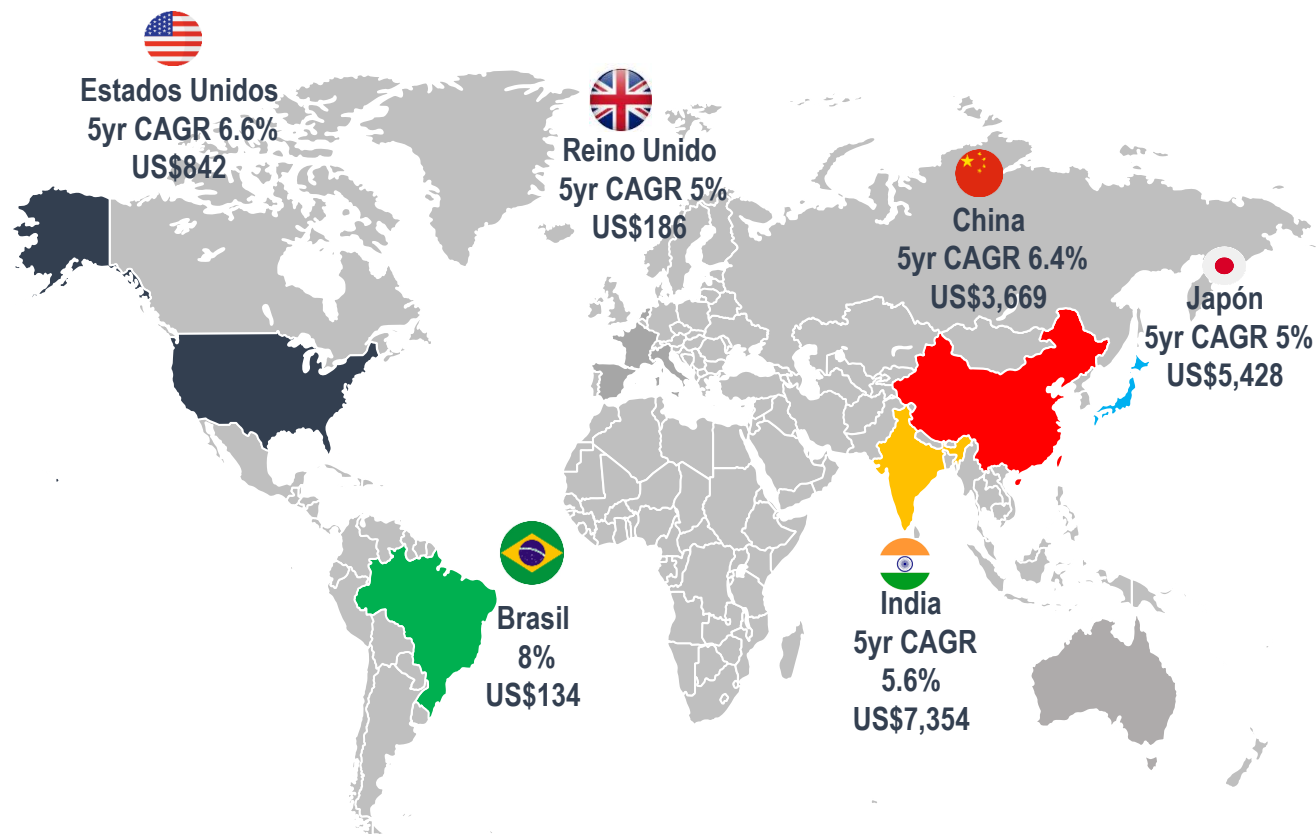 Estados Unidos
5yr CAGR 6.6%
US$842
Reino Unido
5yr CAGR 5%
US$186
China
5yr CAGR 6.4%
US$3,669
Japón
5yr CAGR 5%
US$5,428
Brasil
8%
US$134
India
5yr CAGR
5.6%
US$7,354